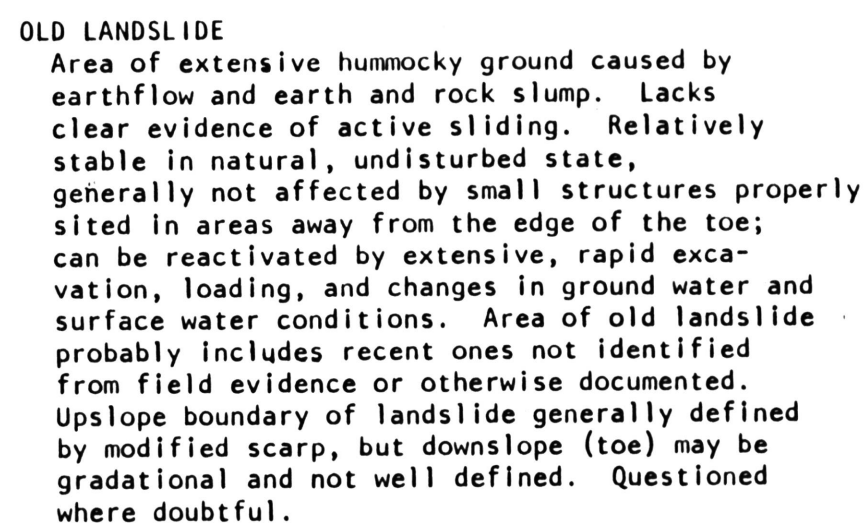 OLD LANDSLIDE
Area of extensive hummocky ground caused by
earthflow and earth and rock slump. Lacks
clear evidence of active sliding. Relatively
stable in natural, undisturbed state,
generally not affected by small structures properly
sited in areas away from the edge of the toe;
can be reactivated by extensive, rapid exca-
vation, loading, and changes in ground water and
surface water conditions. Area of old landslide
probably includes recent ones not identified
from field evidence or otherwise documented.
Upslope boundary of landslide generally defined
by modified scarp, but downslope (toe) may be
gradational and not well defined. Questioned
where doubtful.